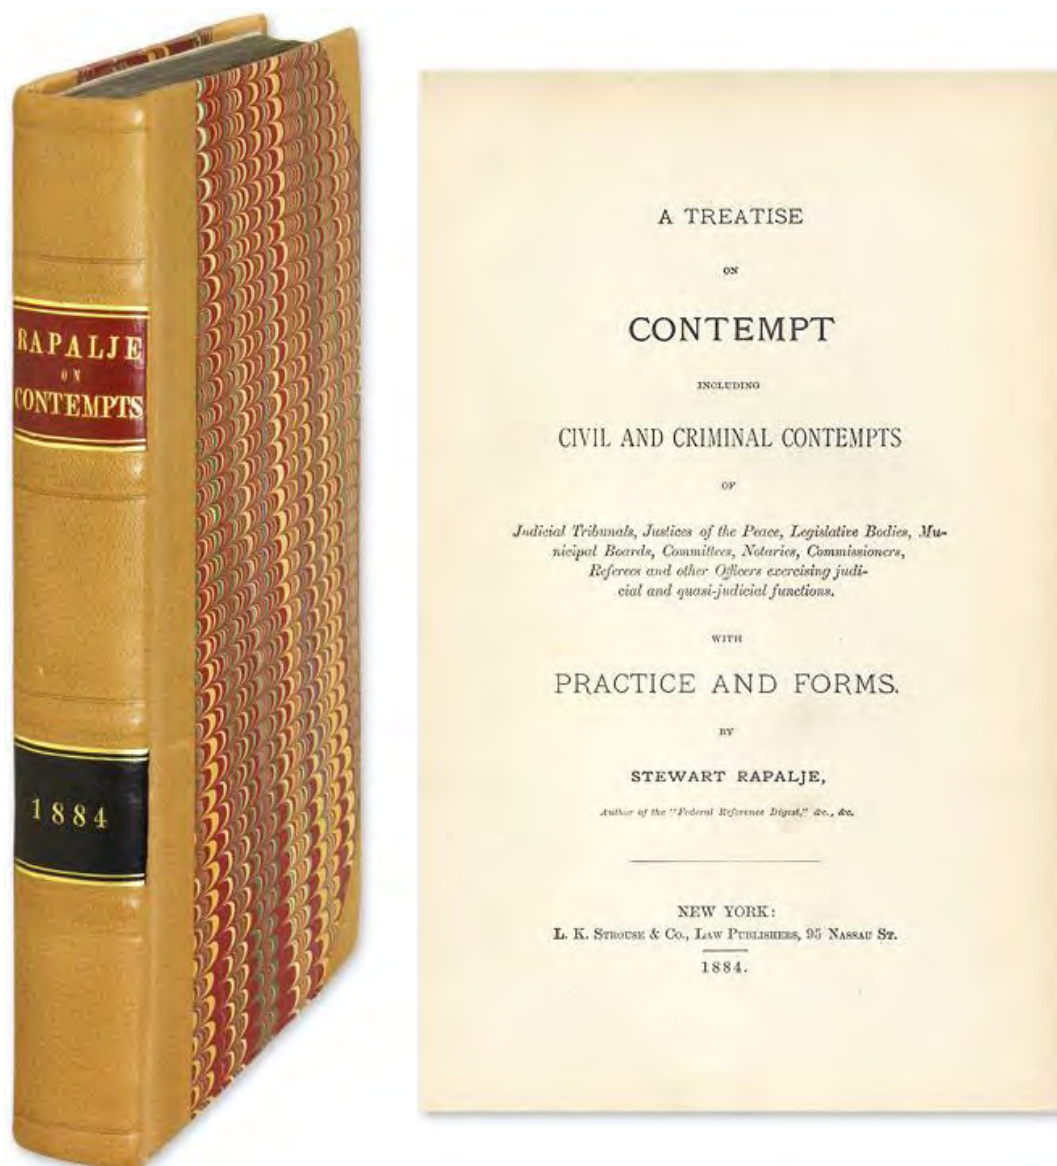 RAPALJE
ON
CONTEMPTS
1884
A TREATISE
ON
CONTEMPT
INCLUDING
CIVIL AND CRIMINAL CONTEMPTS
OF
Judicial Tribunals, Justices of the Peace, Legislative Bodies, Mu-
nicipal Boards, Committees, Notaries, Commissioners,
Referees and other Officers exercising judi-
cial and quasi-judicial functions.
WITH
PRACTICE AND FORMS.
BY
STEWART RAPALJE,
Author of the "Federal Reference Digest," &c., &c.
NEW YORK:
L. K. STROUSE & CO., LAW PUBLISHERS, 95 NASSAU ST.
1884.